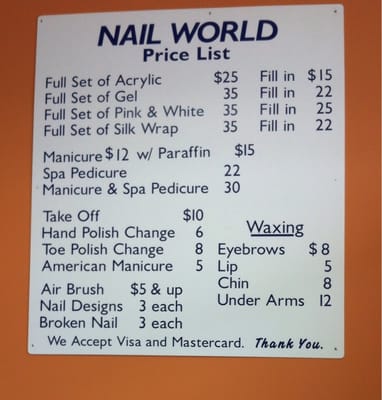 NAIL WORLD
Price List
Full Set of Acrylic $25 Fill in $15
Full Set of Gel 35 Fill in 22
Full Set of Pink & White 35 Fill in 25
Full Set of Silk Wrap 35 Fill in 22
Manicure $12 w/ Paraffin $15
Spa Pedicure 22
Manicure & Spa Pedicure 30
Take Off $10
Hand Polish Change 6
Toe Polish Change 8
American Manicure 5
Air Brush $5 & up
Nail Designs 3 each
Broken Nail 3 each
Waxing
Eyebrows $8
Lip 5
Chin 8
Under Arms 12
We Accept Visa and Mastercard. Thank You.